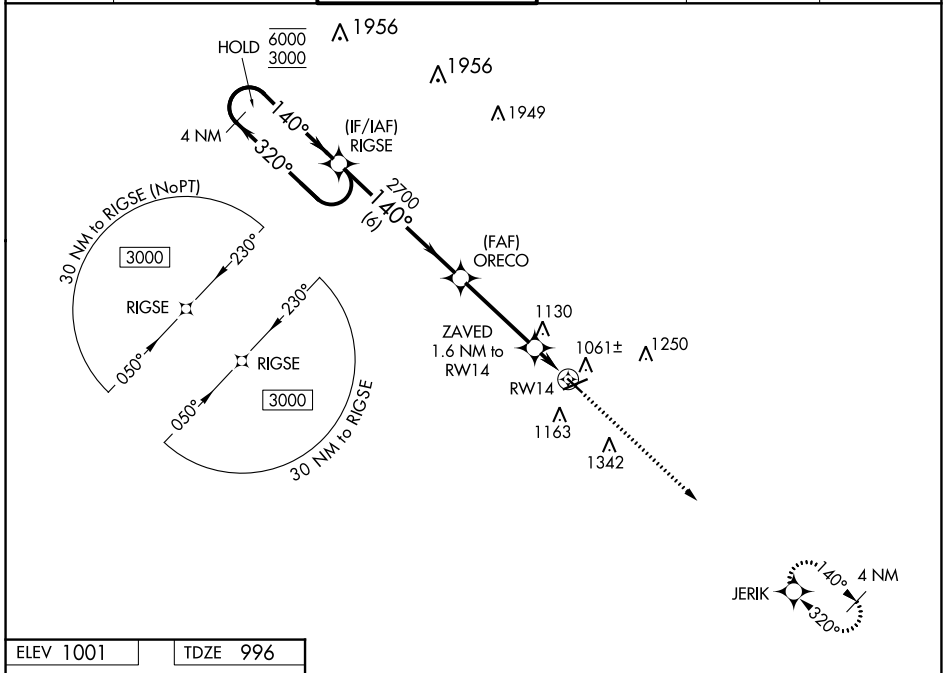 HOLD
6000
3000
1956
1956
1949
4 NM
140°
320°
(IF/IAF)
RIGSE
2700
140°
(6)
(FAF)
ORECO
30 NM to RIGSE (NoPT)
3000
230°
RIGSE
050°
230°
RIGSE
3000
050°
30 NM to RIGSE
ZAVED
1.6 NM to
RW14
1130
1061±
1250
RW14
1163
1342
JERIK
140°
4 NM
320°
ELEV 1001
TDZE 996